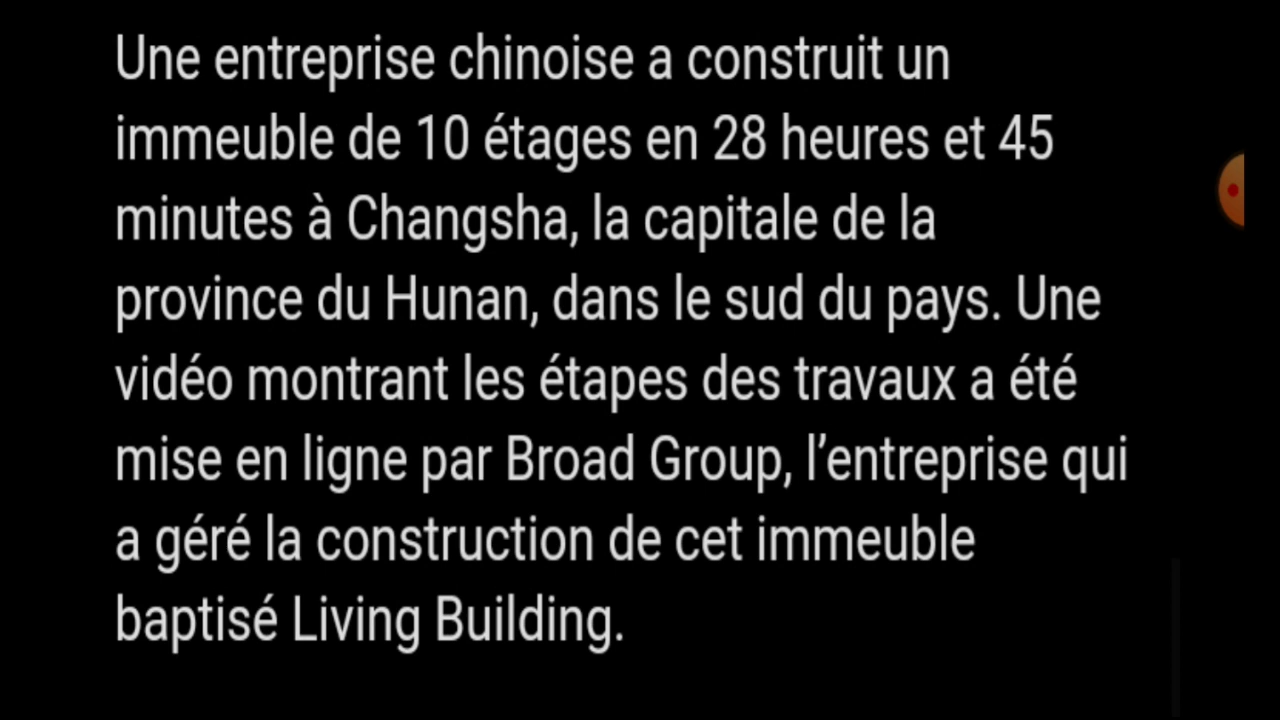 Une entreprise chinoise a construit un
immeuble de 10 étages en 28 heures et 45
minutes à Changsha, la capitale de la
province du Hunan, dans le sud du pays. Une
vidéo montrant les étapes des travaux a été
mise en ligne par Broad Group, l’entreprise qui
a géré la construction de cet immeuble
baptisé Living Building.